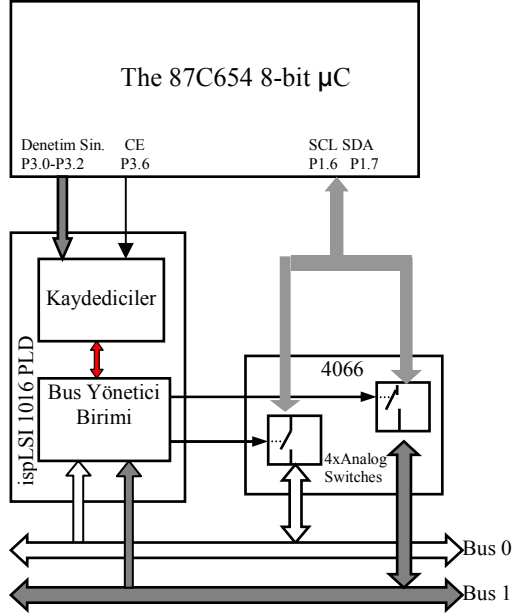 The 87C654 8-bit µC
Denetim Sin. CE SCL SDA
P3.0-P3.2 P3.6 P1.6 P1.7
Kaydediciler
ispLSI 1016 PLD
Bus Yönetici
Birimi
4066
4xAnalog
Switches
Bus 0
Bus 1